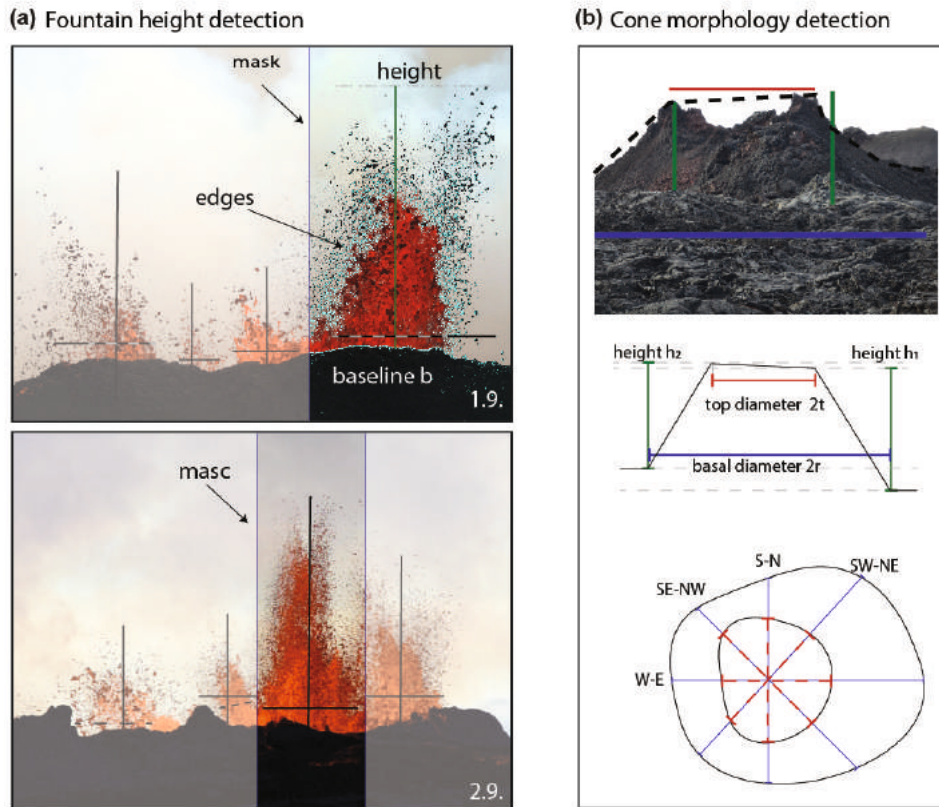 (a) Fountain height detection
mask
height
edges
baseline b
1.9.
masc
2.9.
(b) Cone morphology detection
height h₂
height h₁
top diameter 2t
basal diameter 2r
S-N
SW-NE
SE-NW
W-E